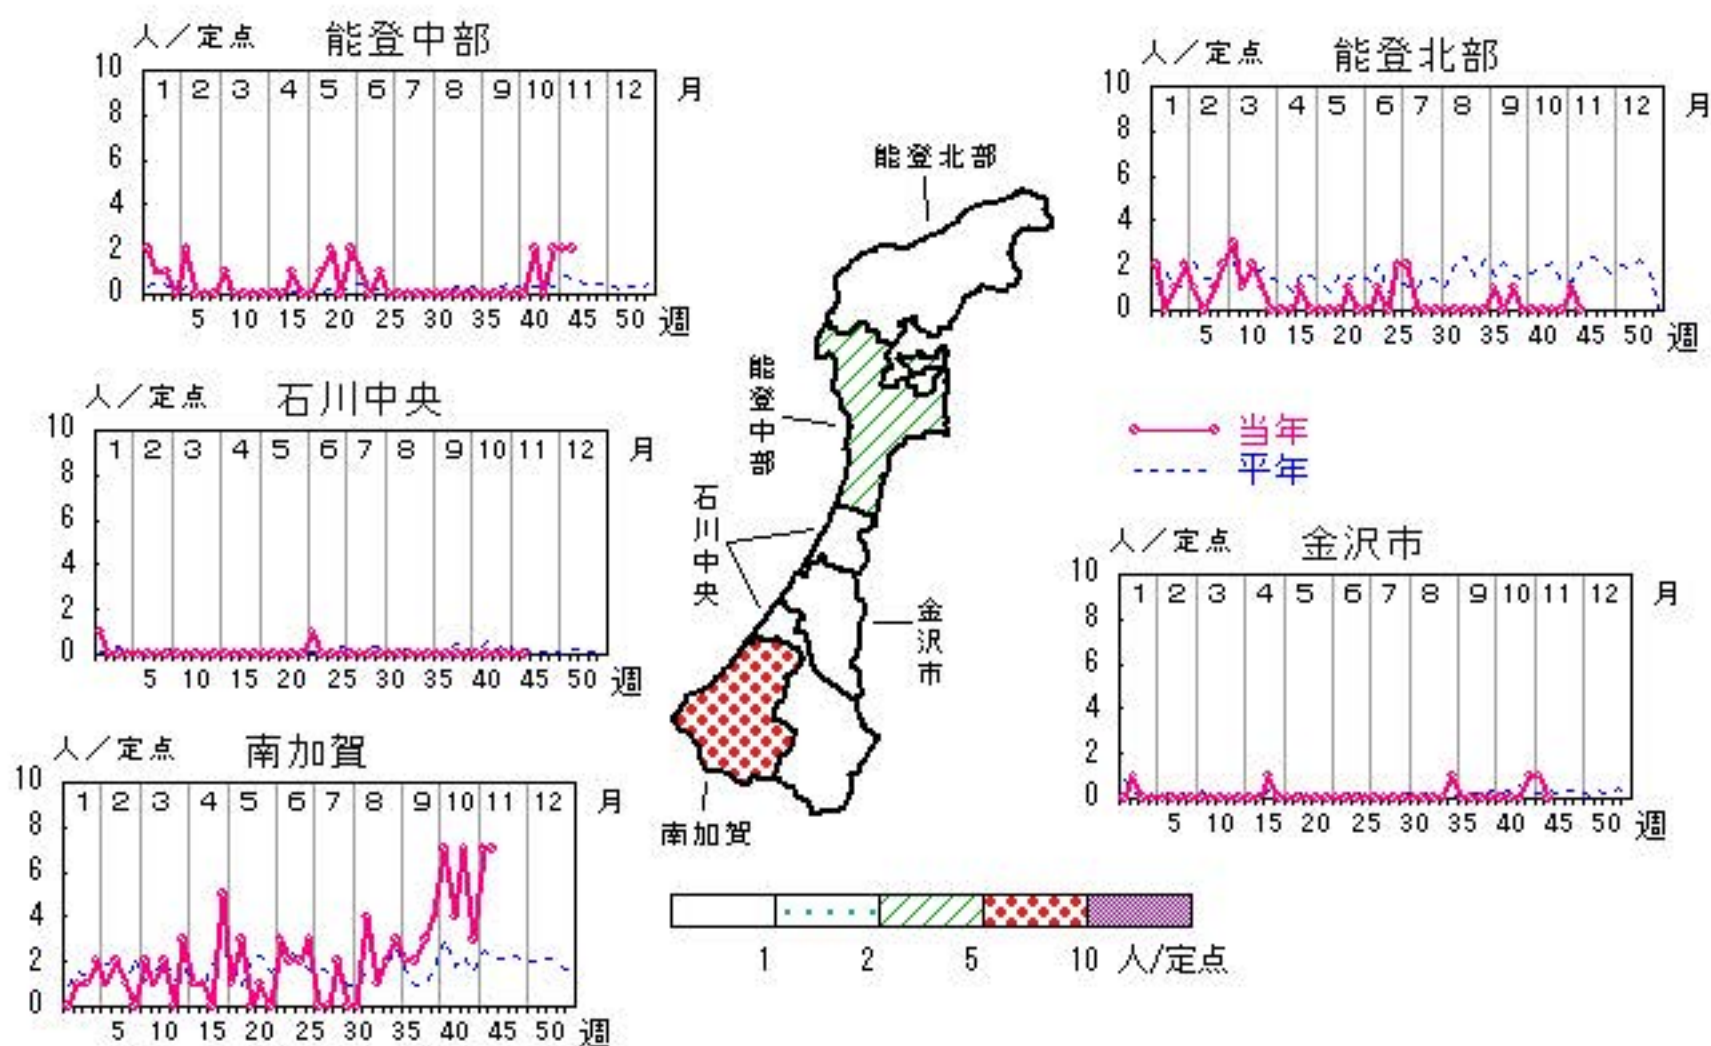 人／定点 能登中部
10 8 6 4 2 0
1 2 3 4 5 6 7 8 9 10 11 12 月
5 10 15 20 25 30 35 40 45 50 週
人／定点 能登北部
10 8 6 4 2 0
1 2 3 4 5 6 7 8 9 10 11 12 月
5 10 15 20 25 30 35 40 45 50 週
人／定点 石川中央
10 8 6 4 2 0
1 2 3 4 5 6 7 8 9 10 11 12 月
5 10 15 20 25 30 35 40 45 50 週
能登北部
能登中部
石川中央
金沢市
南加賀
当年
平年
人／定点 金沢市
10 8 6 4 2 0
1 2 3 4 5 6 7 8 9 10 11 12 月
5 10 15 20 25 30 35 40 45 50 週
人／定点 南加賀
10 8 6 4 2 0
1 2 3 4 5 6 7 8 9 10 11 12 月
5 10 15 20 25 30 35 40 45 50 週
1 2 5 10 人/定点